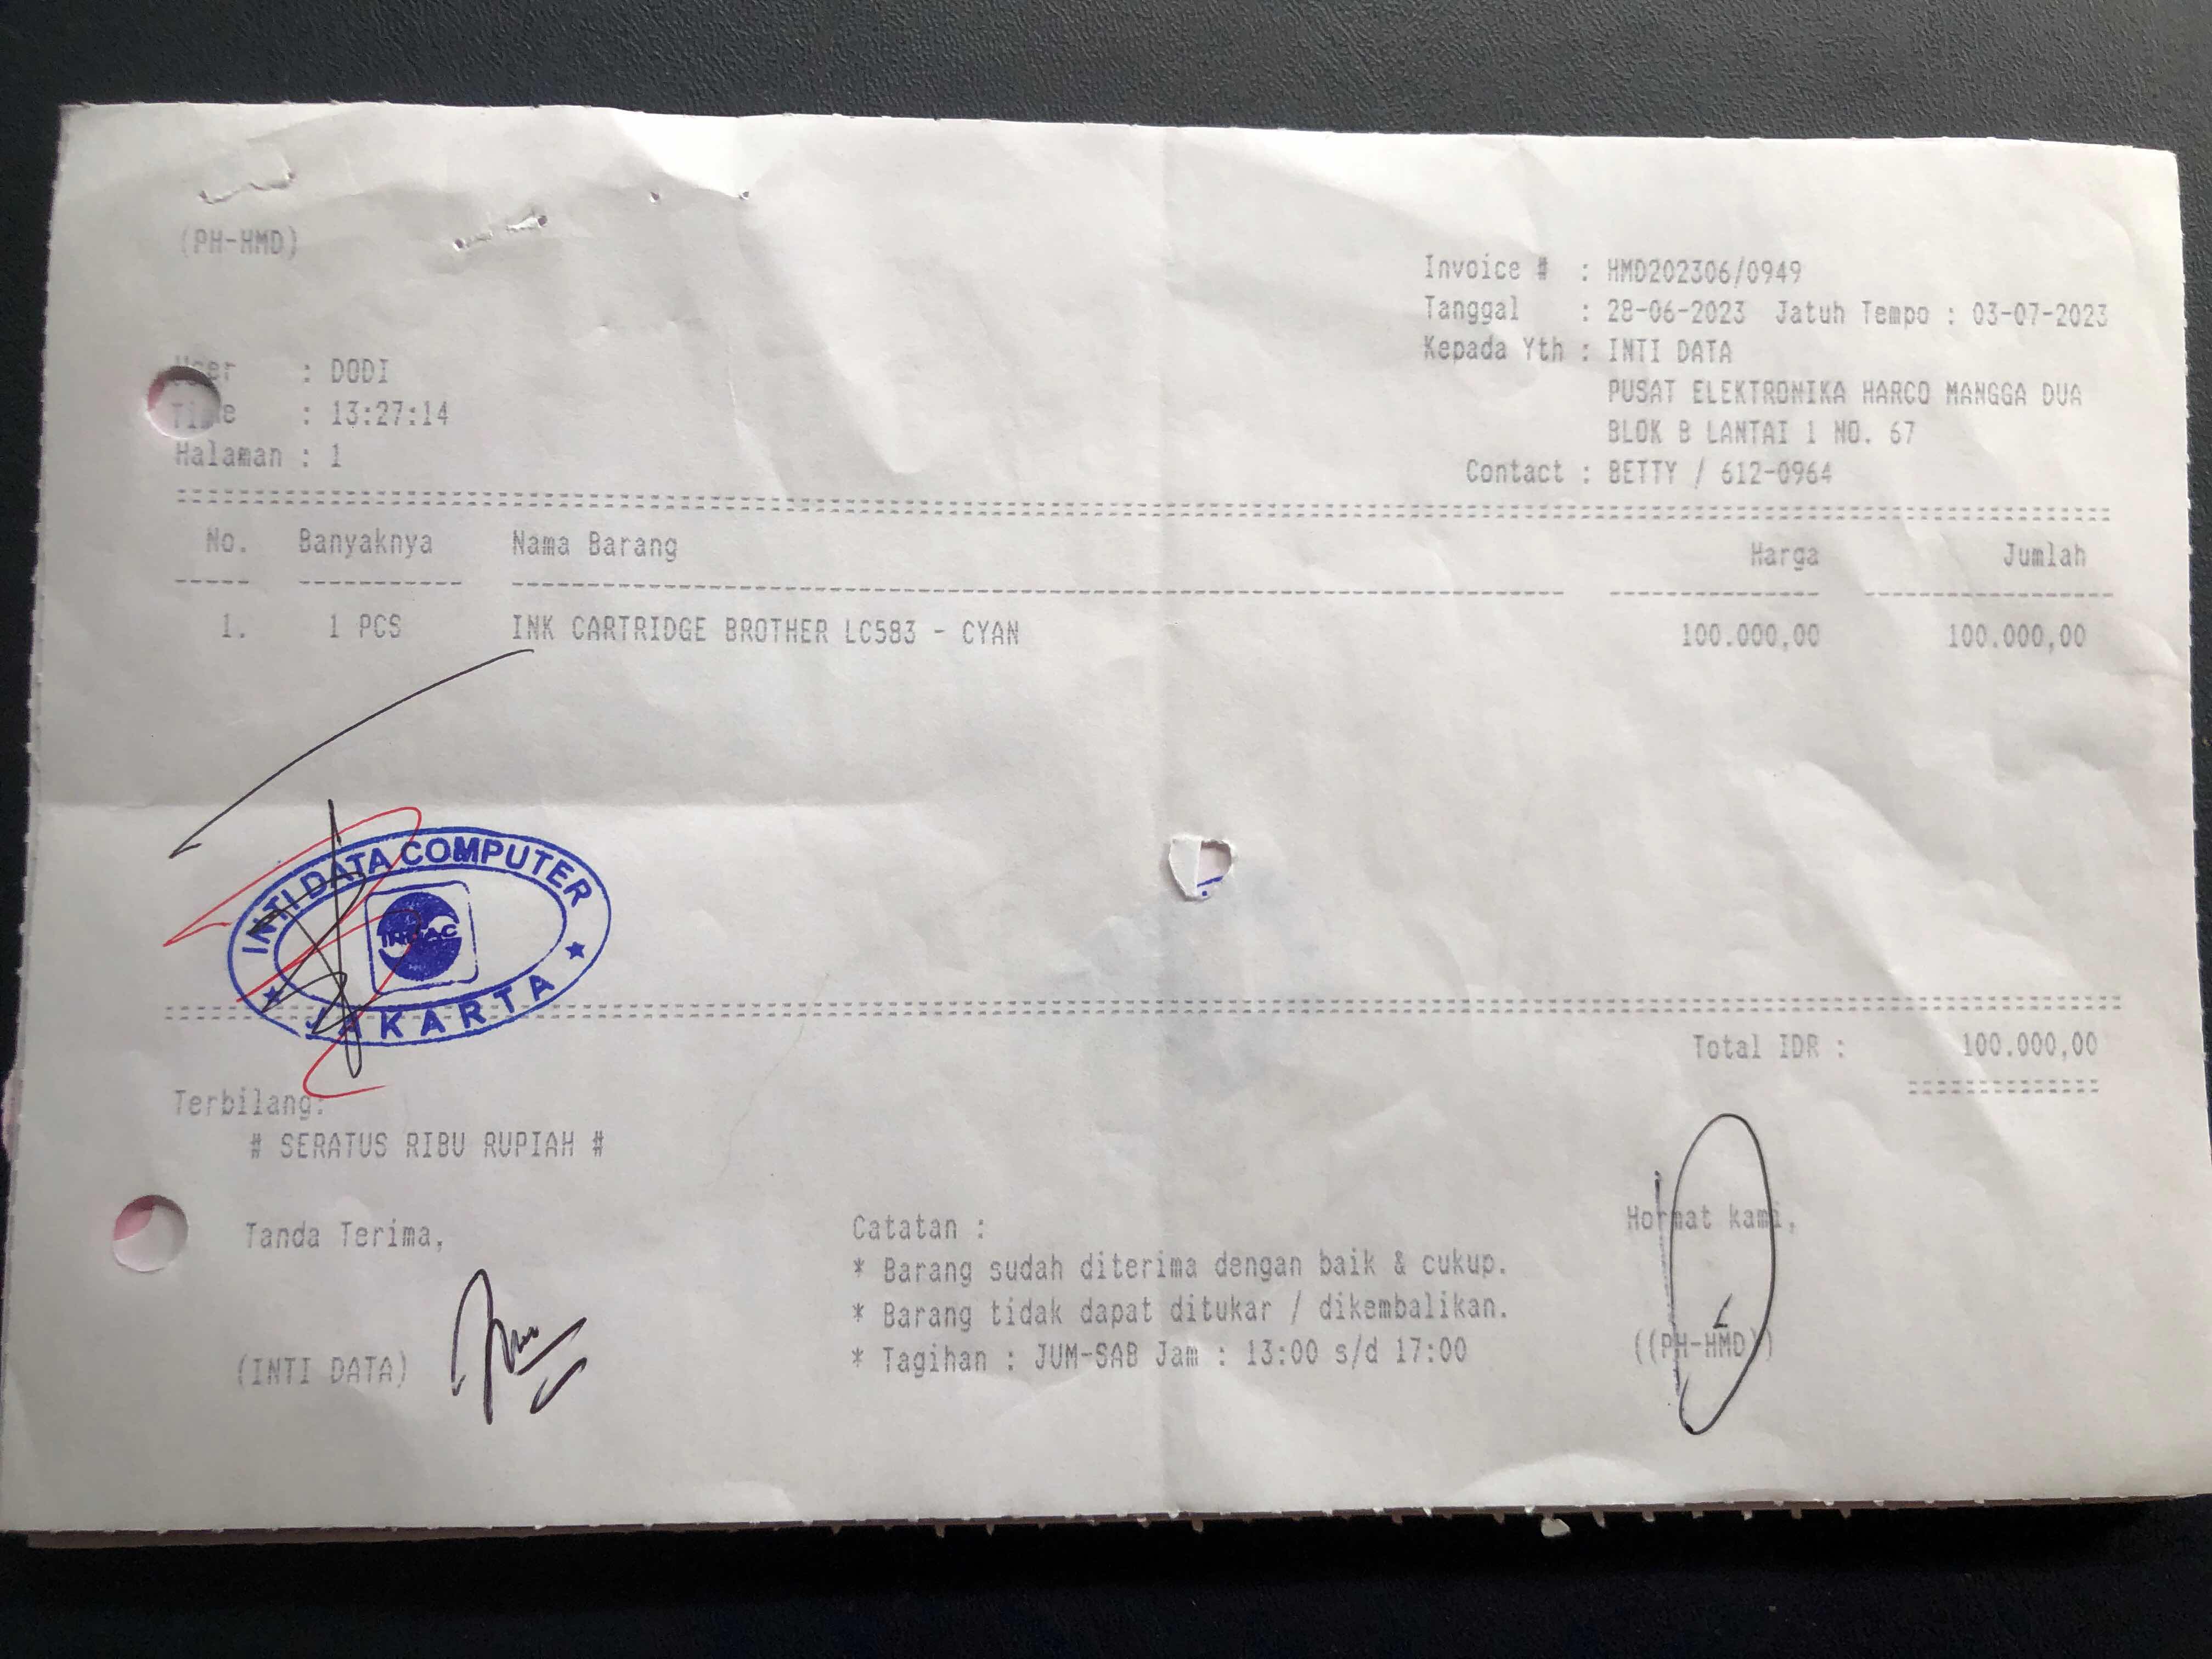 (PH-HMD)
Invoice # : HMD202306/0949
Tanggal : 28-06-2023 Jatuh Tempo : 03-07-2023
Kepada Yth : INTI DATA
PUSAT ELEKTRONIKA HARCO MANGGA DUA
BLOK B LANTAI 1 NO. 67
Contact : BETTY / 612-0964
User : DODI
Time : 13:27:14
Halaman : 1
No. Banyaknya Nama Barang Harga Jumlah
1. 1 PCS INK CARTRIDGE BROTHER LC583 - CYAN 100.000,00 100.000,00
INTI DATA COMPUTER
JAKARTA
Total IDR : 100.000,00
Terbilang:
# SERATUS RIBU RUPIAH #
Tanda Terima,
(INTI DATA)
Catatan :
* Barang sudah diterima dengan baik & cukup.
* Barang tidak dapat ditukar / dikembalikan.
* Tagihan : JUM-SAB Jam : 13:00 s/d 17:00
Hormat kami,
((PH-HMD))